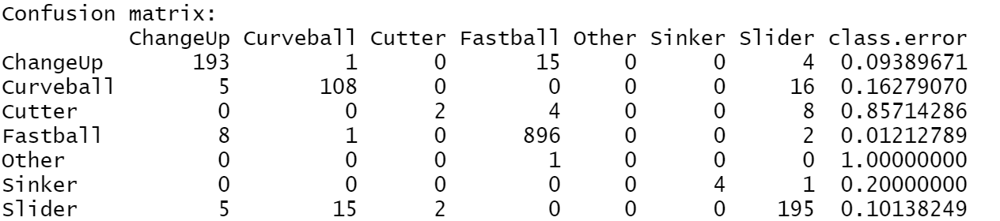 Confusion matrix:
ChangeUp Curveball Cutter Fastball Other Sinker Slider class.error
ChangeUp 193 1 0 15 0 0 4 0.09389671
Curveball 5 108 0 0 0 0 16 0.16279070
Cutter 0 0 2 4 0 0 8 0.85714286
Fastball 8 1 0 896 0 0 2 0.01212789
Other 0 0 0 1 0 0 0 1.00000000
Sinker 0 0 0 0 0 4 1 0.20000000
Slider 5 15 2 0 0 0 195 0.10138249